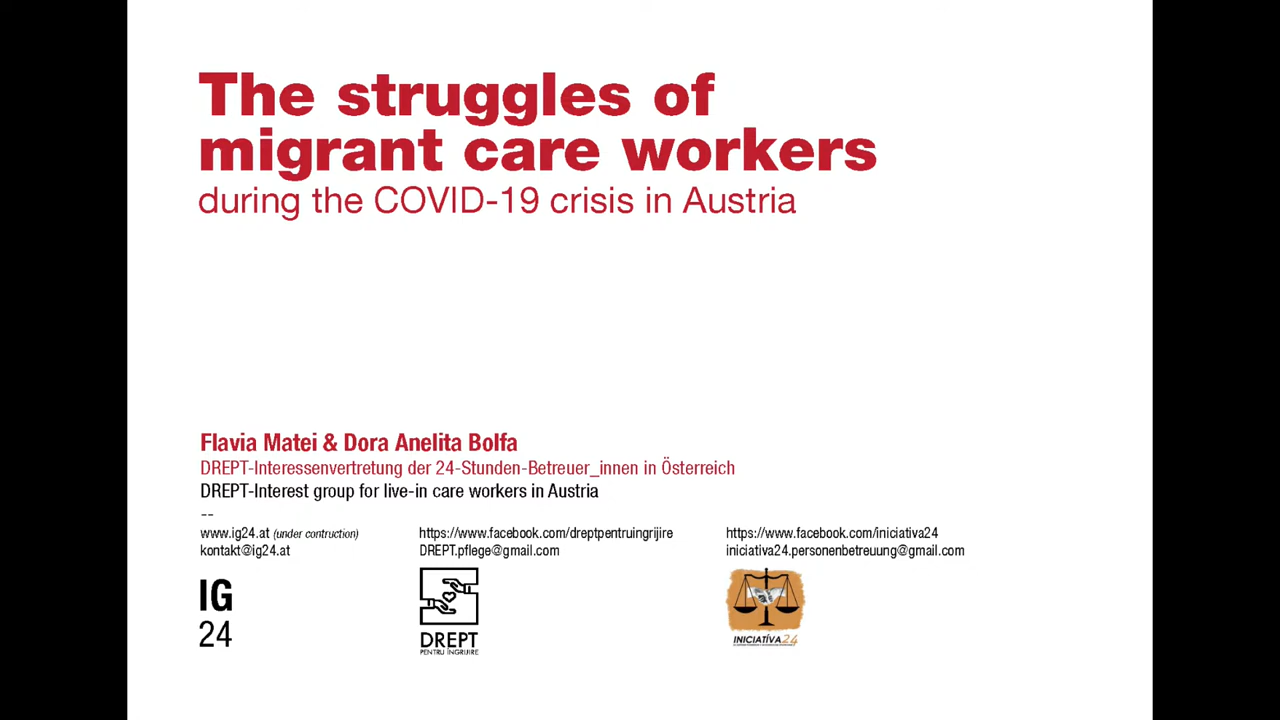 The struggles of
migrant care workers
during the COVID-19 crisis in Austria
Flavia Matei & Dora Anelita Bolfa
DREPT-Interessenvertretung der 24-Stunden-Betreuer_innen in Österreich
DREPT-Interest group for live-in care workers in Austria
--
www.ig24.at (under contruction)
kontakt@ig24.at
https://www.facebook.com/dreptpentruingrijire
DREPT.pflege@gmail.com
https://www.facebook.com/iniciativa24
iniciativa24.personenbetreuung@gmail.com
IG
24
DREPT
PENTRU ÎNGRIJIRE
INICIATÍVA24